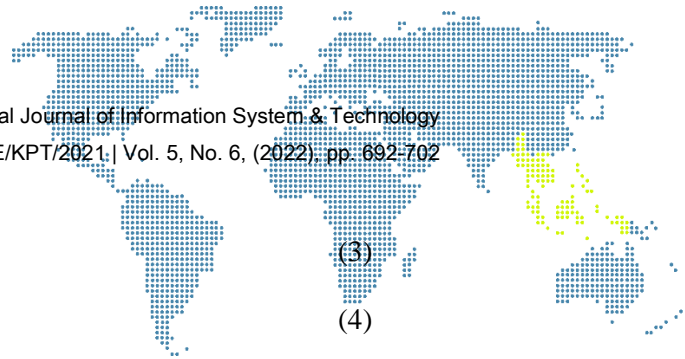 al Journal of Information System & Technology
E/KPT/2021 | Vol. 5, No. 6, (2022), pp. 692-702
(3)
(4)